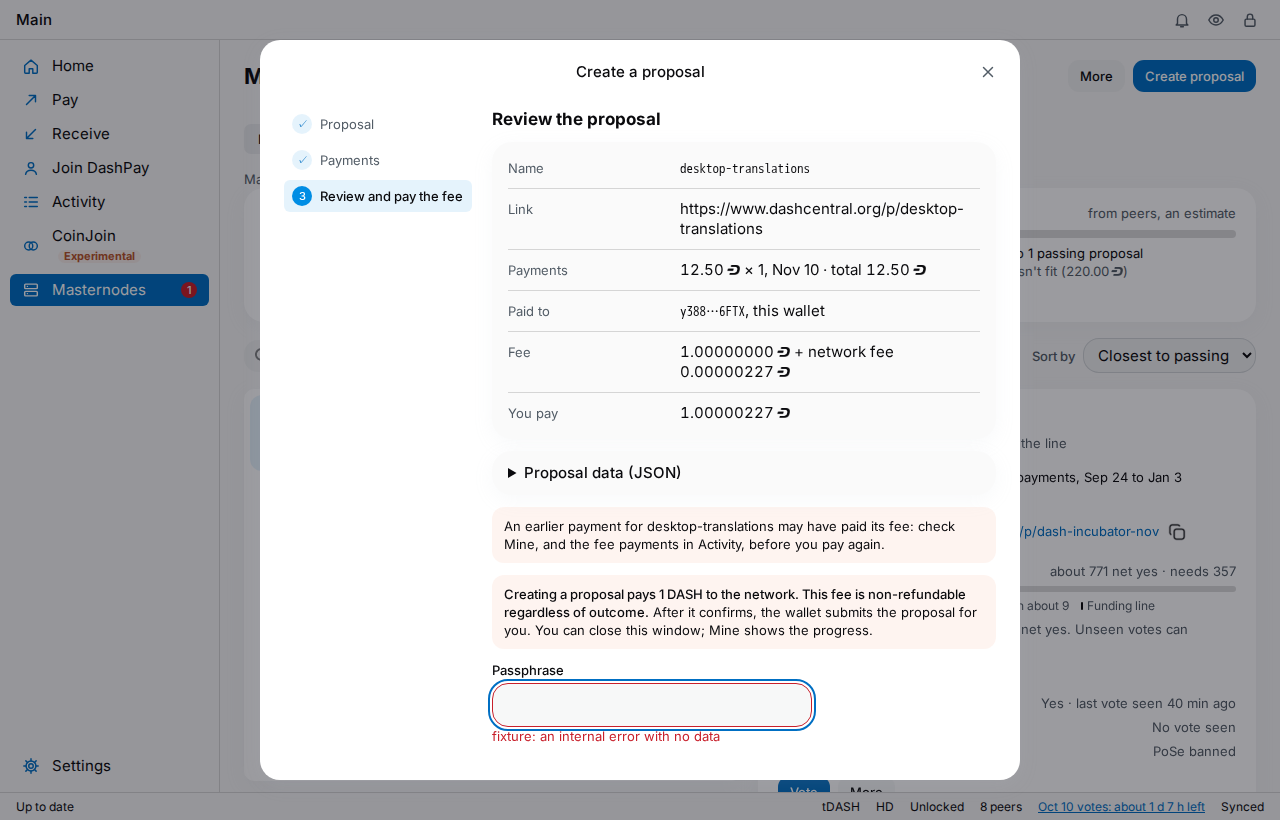 Main
Home
Pay
Receive
Join DashPay
Activity
CoinJoin
Experimental
Masternodes
1
Settings
More
Create proposal
from peers, an estimate
1 passing proposal
(220.00
Sort by
Closest to passing
the line
payments, Sep 24 to Jan 3
/p/dash-incubator-nov
about 771 net yes · needs 357
about 9
Funding line
net yes. Unseen votes can
Yes · last vote seen 40 min ago
No vote seen
PoSe banned
Vote
More
Create a proposal
Proposal
Payments
3
Review and pay the fee
Review the proposal
Name
desktop-translations
Link
https://www.dashcentral.org/p/desktop-
translations
Payments
12.50 × 1, Nov 10 · total 12.50
Paid to
y388···6FTX, this wallet
Fee
1.00000000 + network fee
0.00000227
You pay
1.00000227
Proposal data (JSON)
An earlier payment for desktop-translations may have paid its fee: check
Mine, and the fee payments in Activity, before you pay again.
Creating a proposal pays 1 DASH to the network. This fee is non-refundable
regardless of outcome. After it confirms, the wallet submits the proposal for
you. You can close this window; Mine shows the progress.
Passphrase
fixture: an internal error with no data
Up to date
tDASH
HD
Unlocked
8 peers
Oct 10 votes: about 1 d 7 h left
Synced